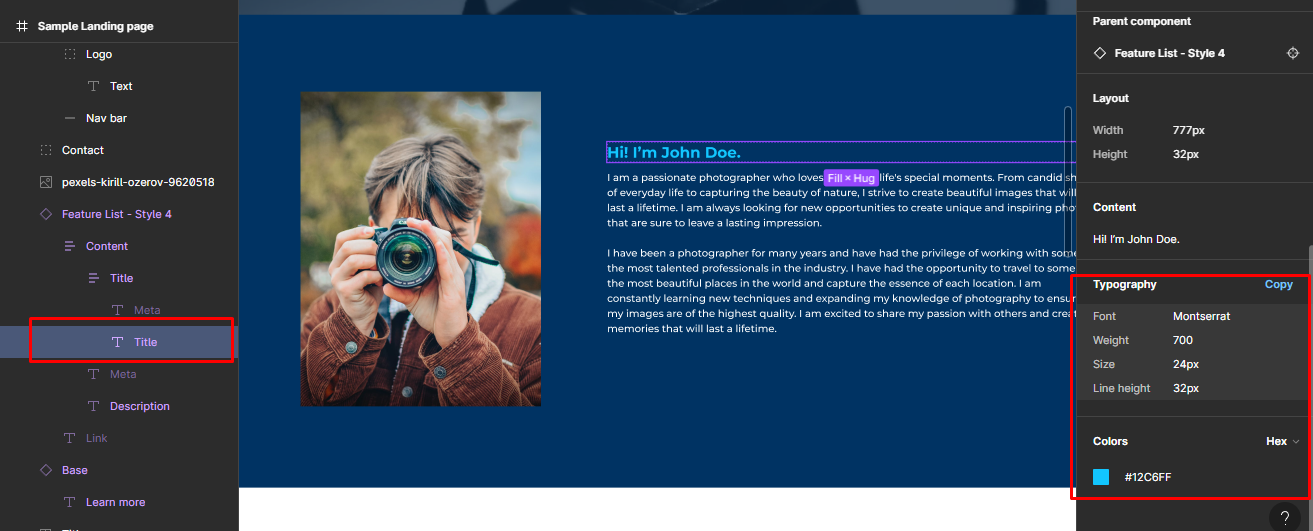 Sample Landing page
Logo
Text
Nav bar
Contact
pexels-kirill-ozerov-9620518
Feature List - Style 4
Content
Title
Meta
Title
Meta
Description
Link
Base
Learn more
Hi! I'm John Doe.
I am a passionate photographer who loves Fill × Hug life's special moments. From candid sh
of everyday life to capturing the beauty of nature, I strive to create beautiful images that will
last a lifetime. I am always looking for new opportunities to create unique and inspiring pho
that are sure to leave a lasting impression.
I have been a photographer for many years and have had the privilege of working with some
the most talented professionals in the industry. I have had the opportunity to travel to some
the most beautiful places in the world and capture the essence of each location. I am
constantly learning new techniques and expanding my knowledge of photography to ensur
my images are of the highest quality. I am excited to share my passion with others and creat
memories that will last a lifetime.
Parent component
Feature List - Style 4
Layout
Width 777px
Height 32px
Content
Hi! I'm John Doe.
Typography Copy
Font Montserrat
Weight 700
Size 24px
Line height 32px
Colors Hex
#12C6FF
?